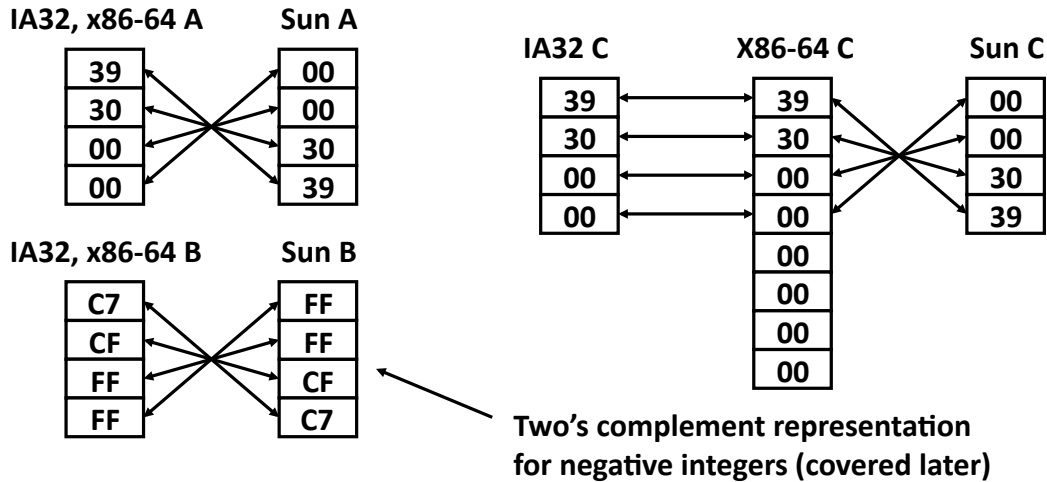 IA32, x86-64 A
Sun A
39
30
00
00
00
00
30
39
IA32, x86-64 B
Sun B
C7
CF
FF
FF
FF
FF
CF
C7
IA32 C
X86-64 C
Sun C
39
30
00
00
39
30
00
00
00
00
00
00
00
00
30
39
Two's complement representation
for negative integers (covered later)